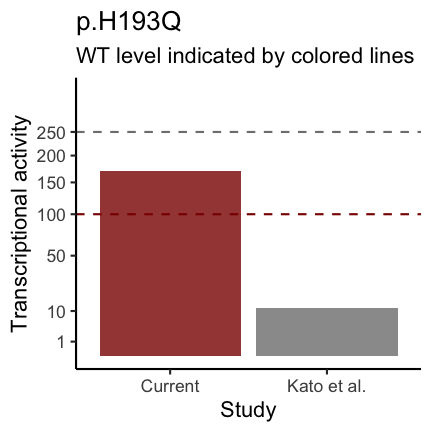 p.H193Q
WT level indicated by colored lines
Transcriptional activity
250
200
150
100
50
10
1
Current
Kato et al.
Study